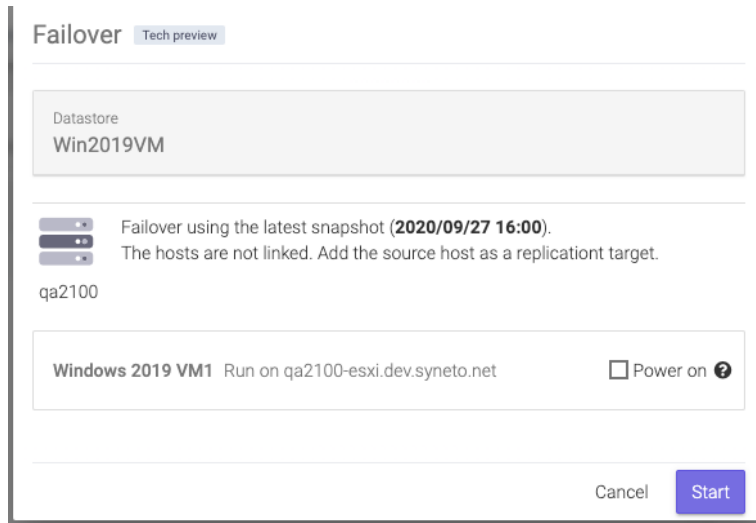 Failover Tech preview
Datastore
Win2019VM
Failover using the latest snapshot (2020/09/27 16:00).
The hosts are not linked. Add the source host as a replicationt target.
qa2100
Windows 2019 VM1 Run on qa2100-esxi.dev.syneto.net Power on ?
Cancel Start